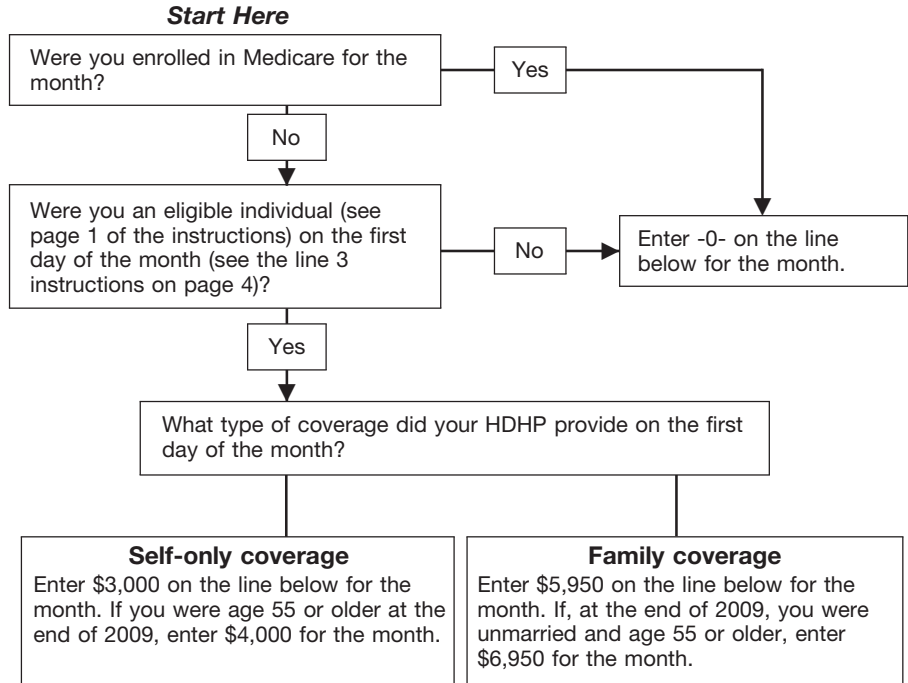 Start Here
Were you enrolled in Medicare for the
month?
Yes
No
Were you an eligible individual (see
page 1 of the instructions) on the first
day of the month (see the line 3
instructions on page 4)?
No
Enter -0- on the line
below for the month.
Yes
What type of coverage did your HDHP provide on the first
day of the month?
Self-only coverage
Enter $3,000 on the line below for the
month. If you were age 55 or older at the
end of 2009, enter $4,000 for the month.
Family coverage
Enter $5,950 on the line below for the
month. If, at the end of 2009, you were
unmarried and age 55 or older, enter
$6,950 for the month.